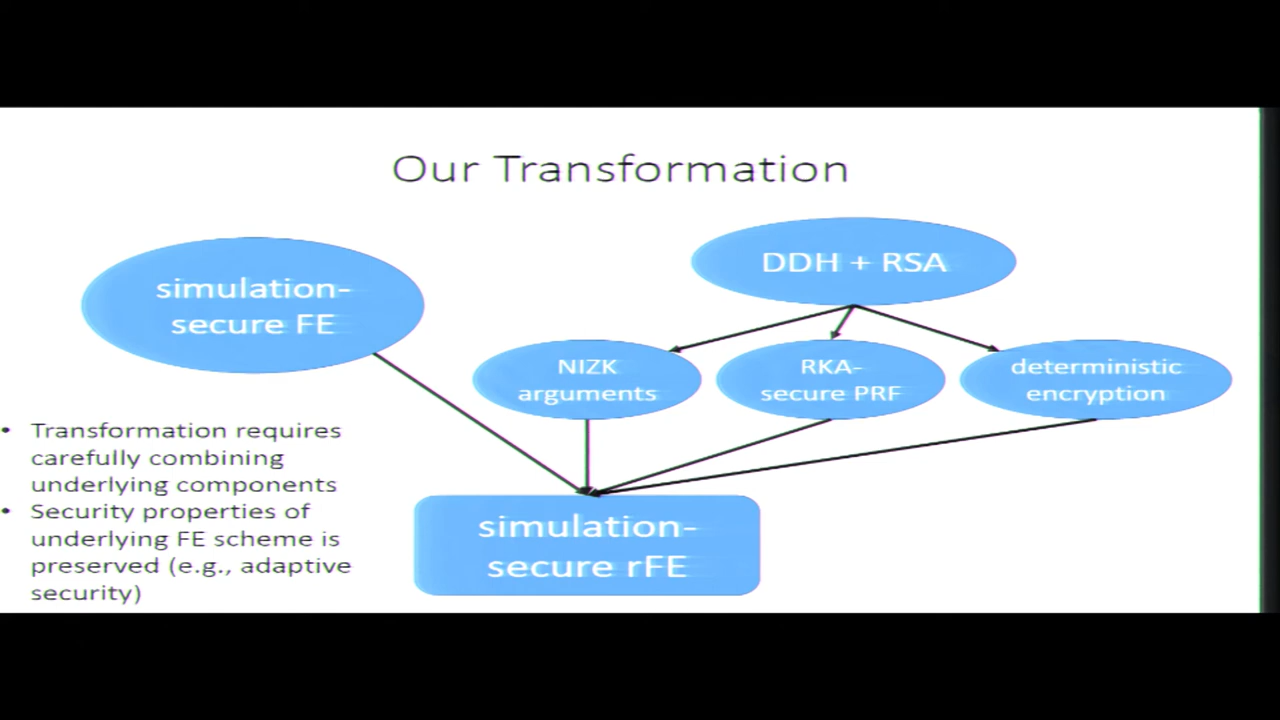 Our Transformation
simulation-
secure FE
DDH + RSA
NIZK
arguments
RKA-
secure PRF
deterministic
encryption
• Transformation requires
carefully combining
underlying components
• Security properties of
underlying FE scheme is
preserved (e.g., adaptive
security)
simulation-
secure rFE